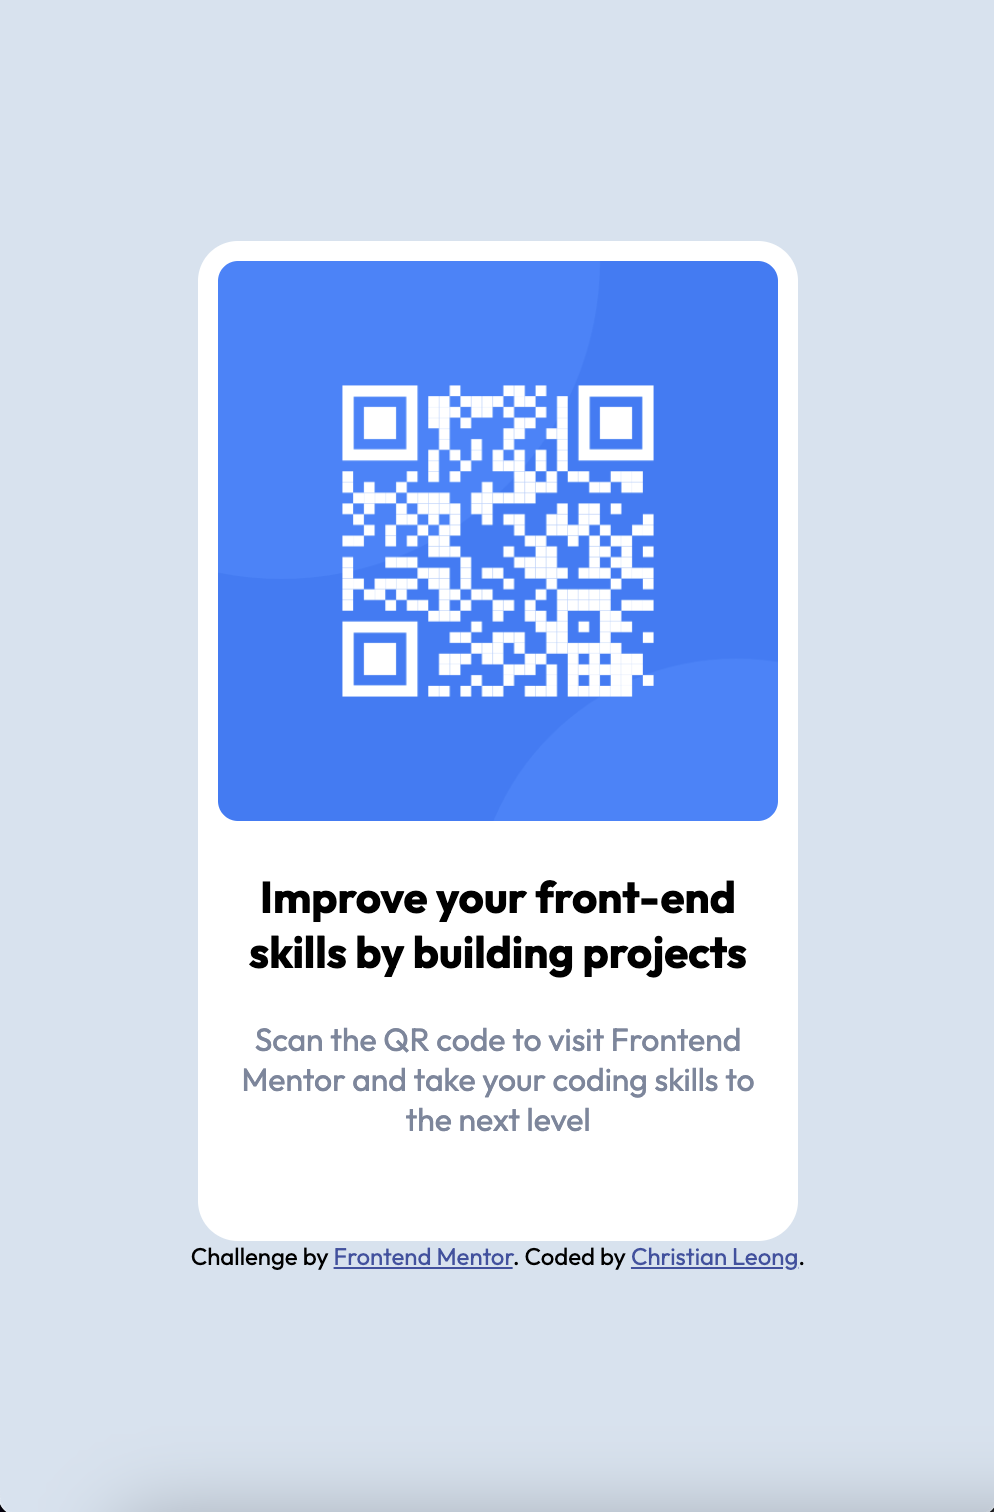 Improve your front-end
skills by building projects
Scan the QR code to visit Frontend
Mentor and take your coding skills to
the next level
Challenge by Frontend Mentor. Coded by Christian Leong.